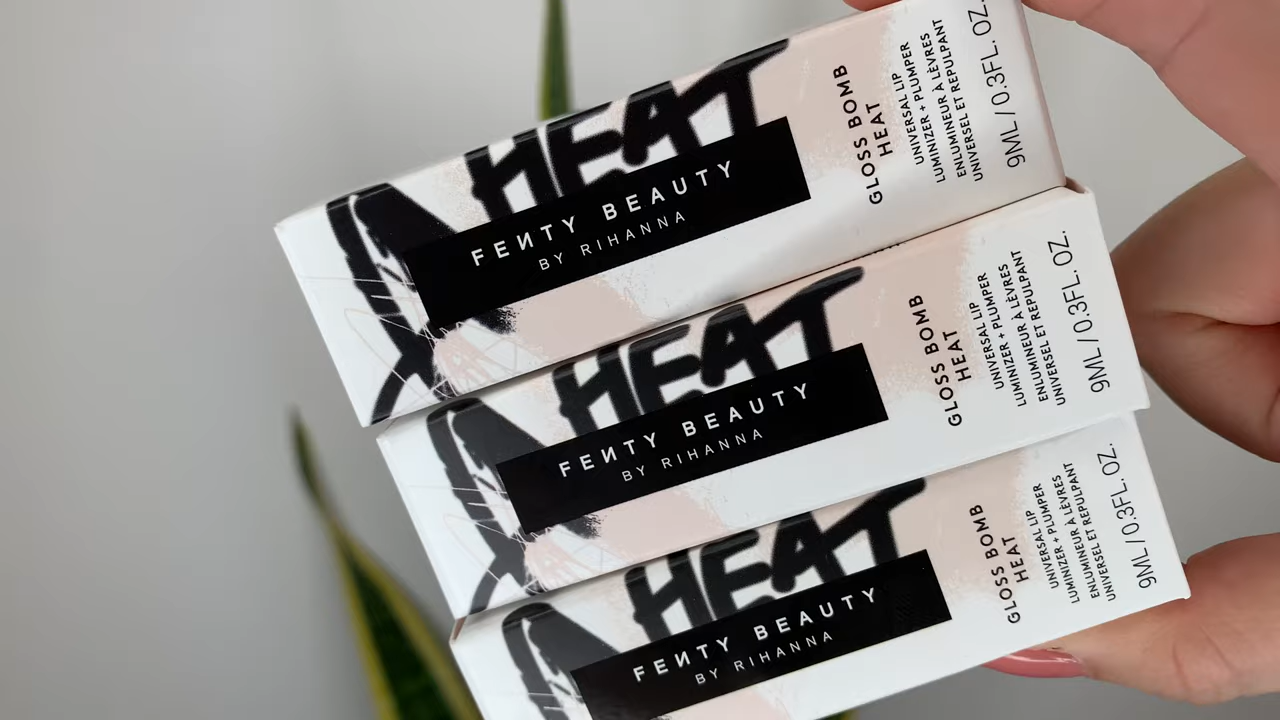 HEAT
FEИTY BEAUTY
BY RIHANNA
GLOSS BOMB
HEAT
UNIVERSAL LIP
LUMINIZER + PLUMPER
ENLUMINEUR À LÈVRES
UNIVERSEL ET REPULPANT
9ML / 0.3FL. OZ.
HEAT
FEИTY BEAUTY
BY RIHANNA
GLOSS BOMB
HEAT
UNIVERSAL LIP
LUMINIZER + PLUMPER
ENLUMINEUR À LÈVRES
UNIVERSEL ET REPULPANT
9ML / 0.3FL. OZ.
HEAT
FEИTY BEAUTY
BY RIHANNA
GLOSS BOMB
HEAT
UNIVERSAL LIP
LUMINIZER + PLUMPER
ENLUMINEUR À LÈVRES
UNIVERSEL ET REPULPANT
9ML / 0.3FL. OZ.